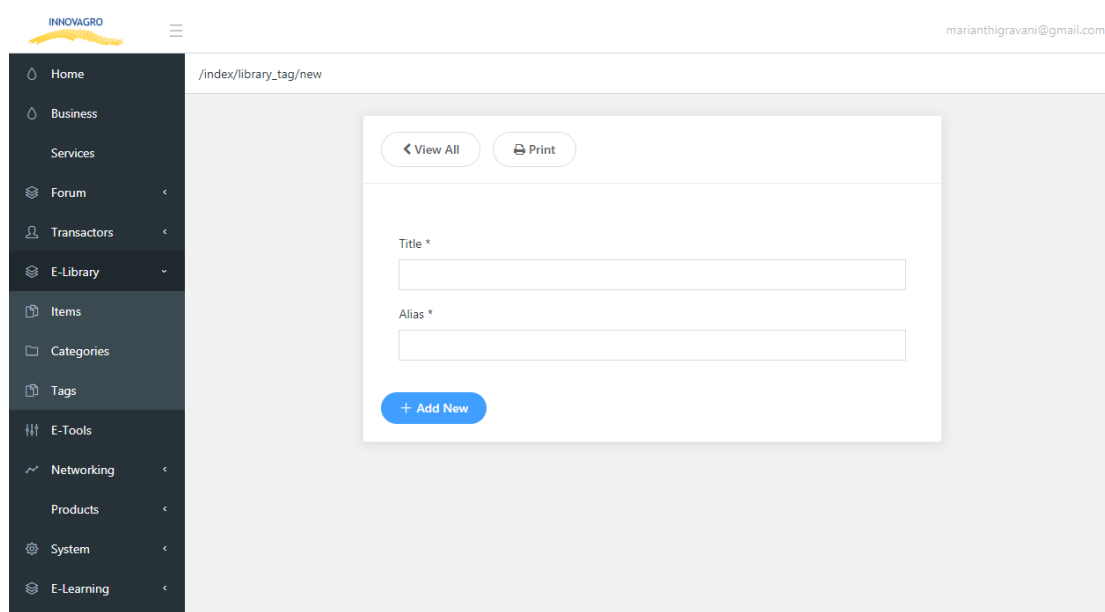 INNOVAGRO
marianthigravani@gmail.com
Home
/index/library_tag/new
Business
Services
Forum
Transactors
E-Library
Items
Categories
Tags
E-Tools
Networking
Products
System
E-Learning
View All
Print
Title *
Alias *
+ Add New